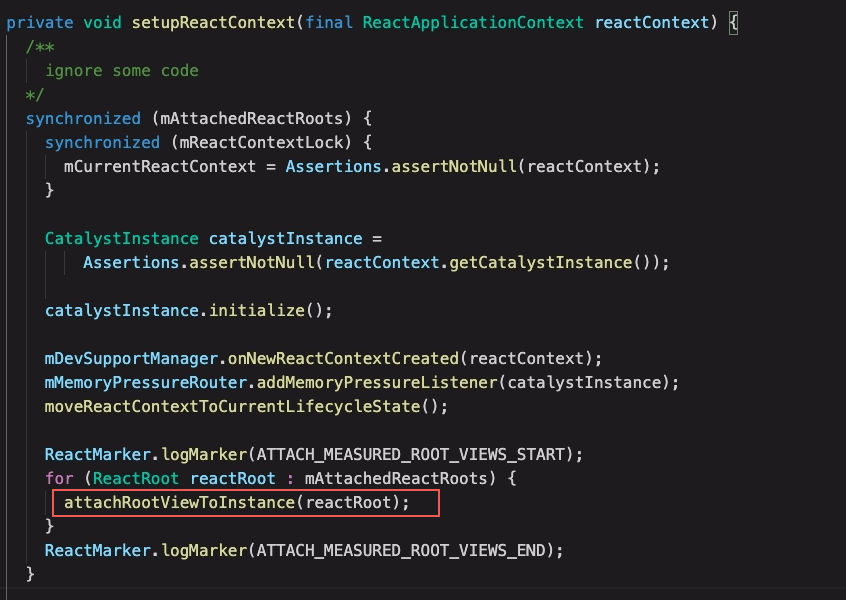 private void setupReactContext(final ReactApplicationContext reactContext) {
/**
ignore some code
*/
synchronized (mAttachedReactRoots) {
synchronized (mReactContextLock) {
mCurrentReactContext = Assertions.assertNotNull(reactContext);
}
CatalystInstance catalystInstance =
Assertions.assertNotNull(reactContext.getCatalystInstance());
catalystInstance.initialize();
mDevSupportManager.onNewReactContextCreated(reactContext);
mMemoryPressureRouter.addMemoryPressureListener(catalystInstance);
moveReactContextToCurrentLifecycleState();
ReactMarker.logMarker(ATTACH_MEASURED_ROOT_VIEWS_START);
for (ReactRoot reactRoot : mAttachedReactRoots) {
attachRootViewToInstance(reactRoot);
}
ReactMarker.logMarker(ATTACH_MEASURED_ROOT_VIEWS_END);
}